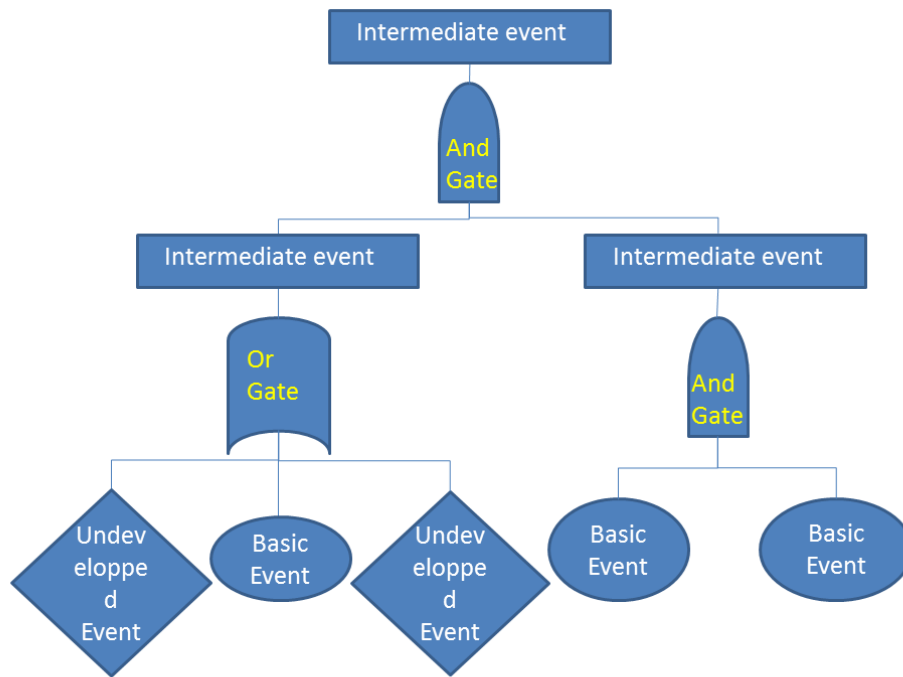 Intermediate event
And
Gate
Intermediate event
Intermediate event
Or
Gate
And
Gate
Undev
eloppe
d
Event
Basic
Event
Undev
eloppe
d
Event
Basic
Event
Basic
Event